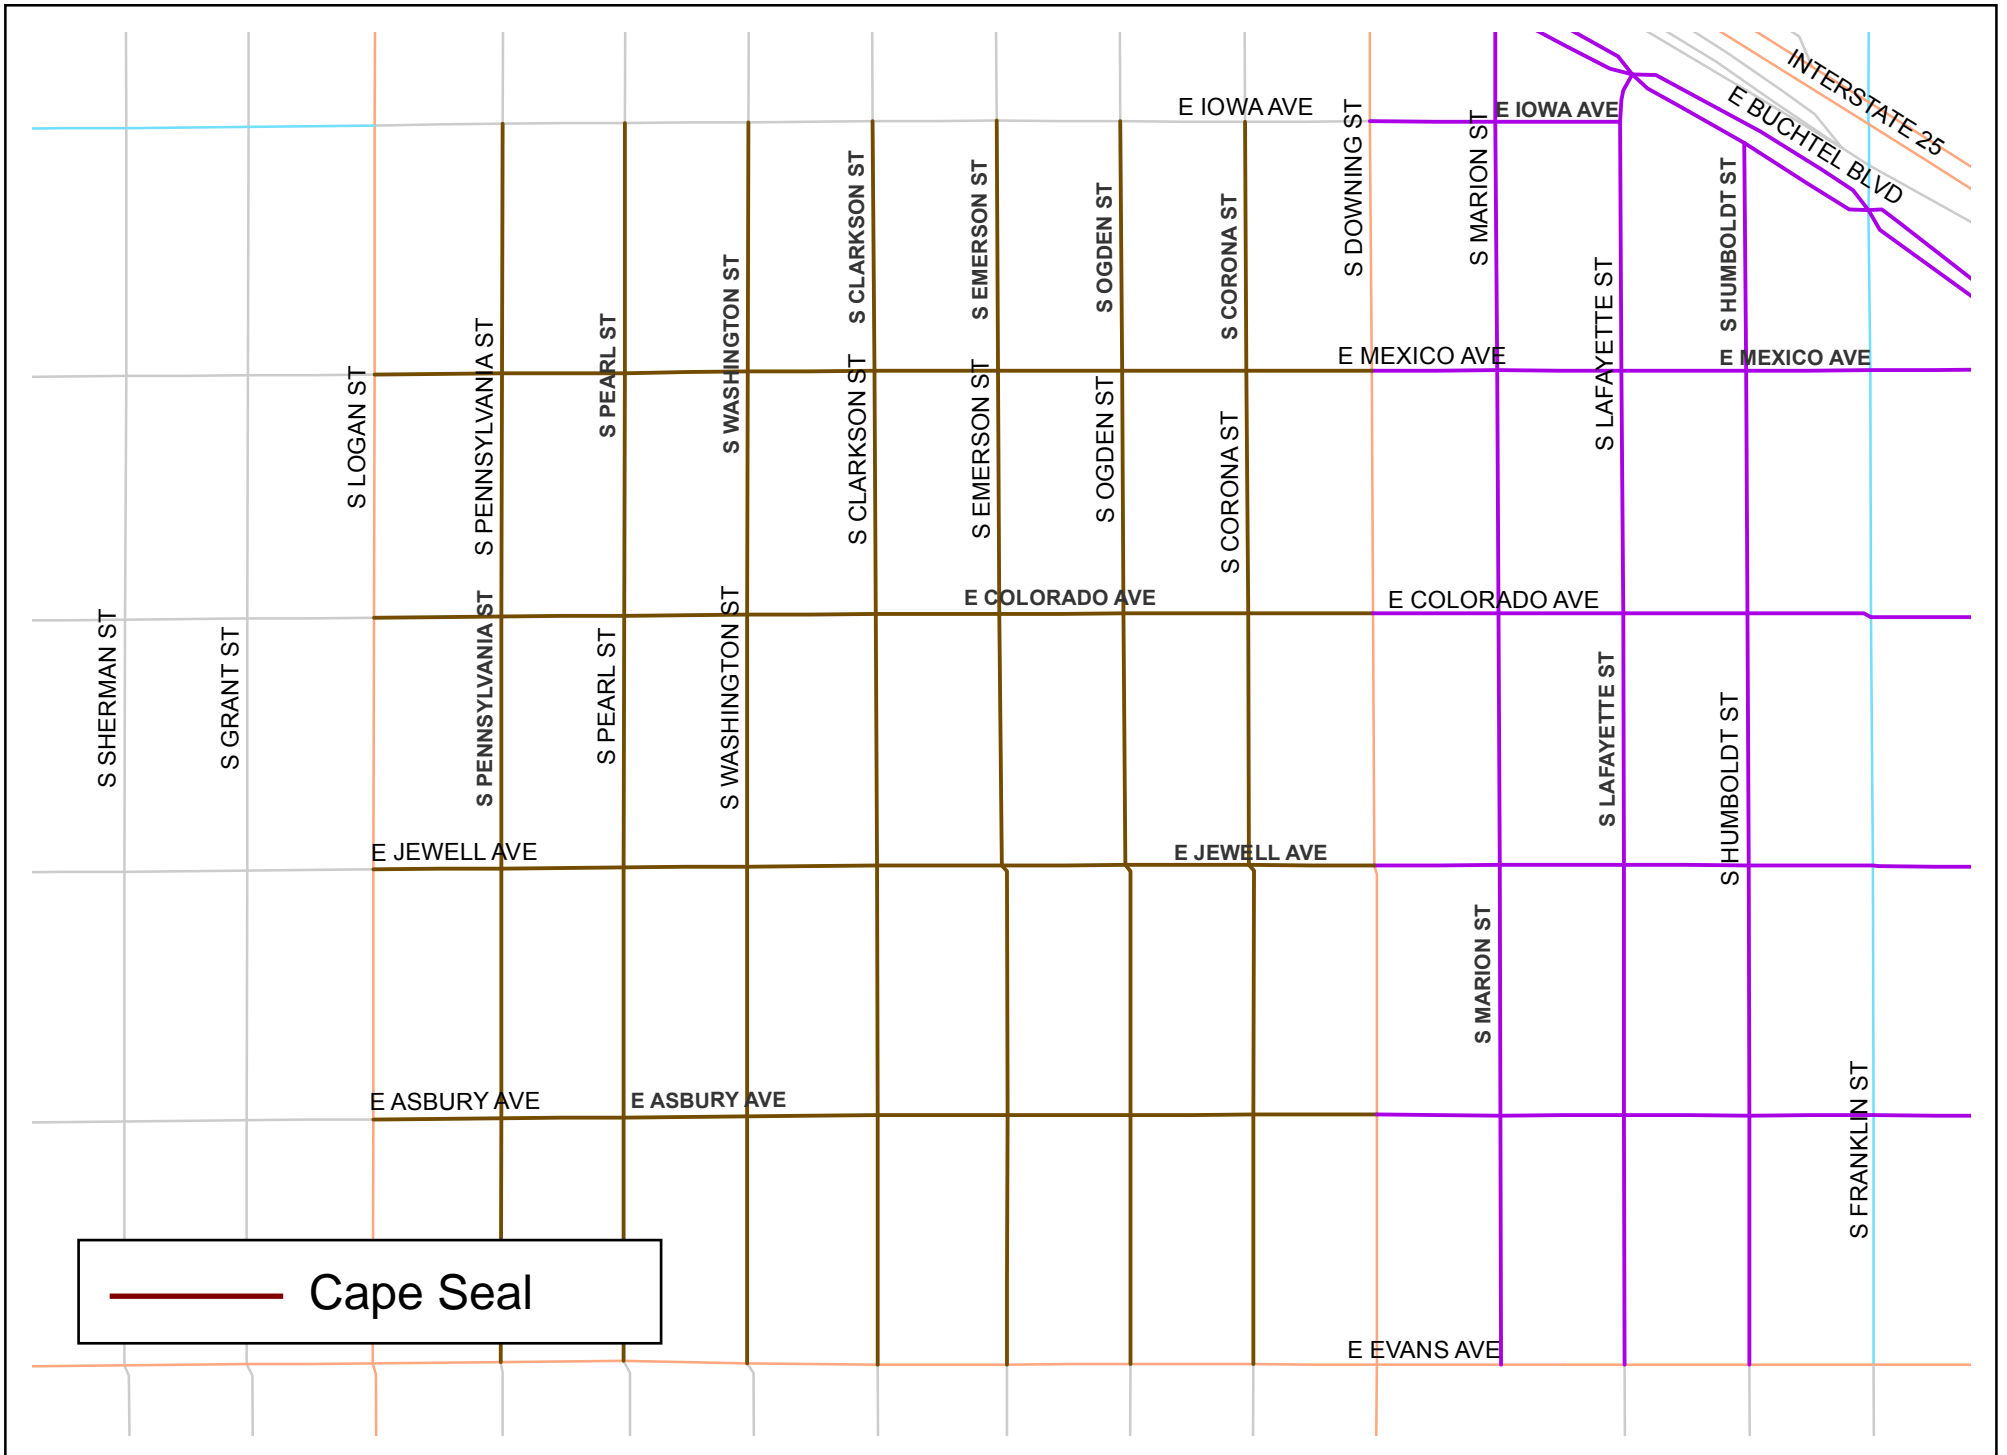 INTERSTATE 25
E BUCHTEL BLVD
E IOWA AVE
E IOWA AVE
S DOWNING ST
S MARION ST
S CLARKSON ST
S EMERSON ST
S OGDEN ST
S CORONA ST
S HUMBOLDT ST
S WASHINGTON ST
S LAFAYETTE ST
S PENNSYLVANIA ST
S PEARL ST
E MEXICO AVE
E MEXICO AVE
S LOGAN ST
S CLARKSON ST
S EMERSON ST
S OGDEN ST
S CORONA ST
E COLORADO AVE
E COLORADO AVE
S SHERMAN ST
S GRANT ST
S PENNSYLVANIA ST
S PEARL ST
S WASHINGTON ST
S LAFAYETTE ST
S HUMBOLDT ST
E JEWELL AVE
E JEWELL AVE
S MARION ST
E ASBURY AVE
E ASBURY AVE
S FRANKLIN ST
Cape Seal
E EVANS AVE